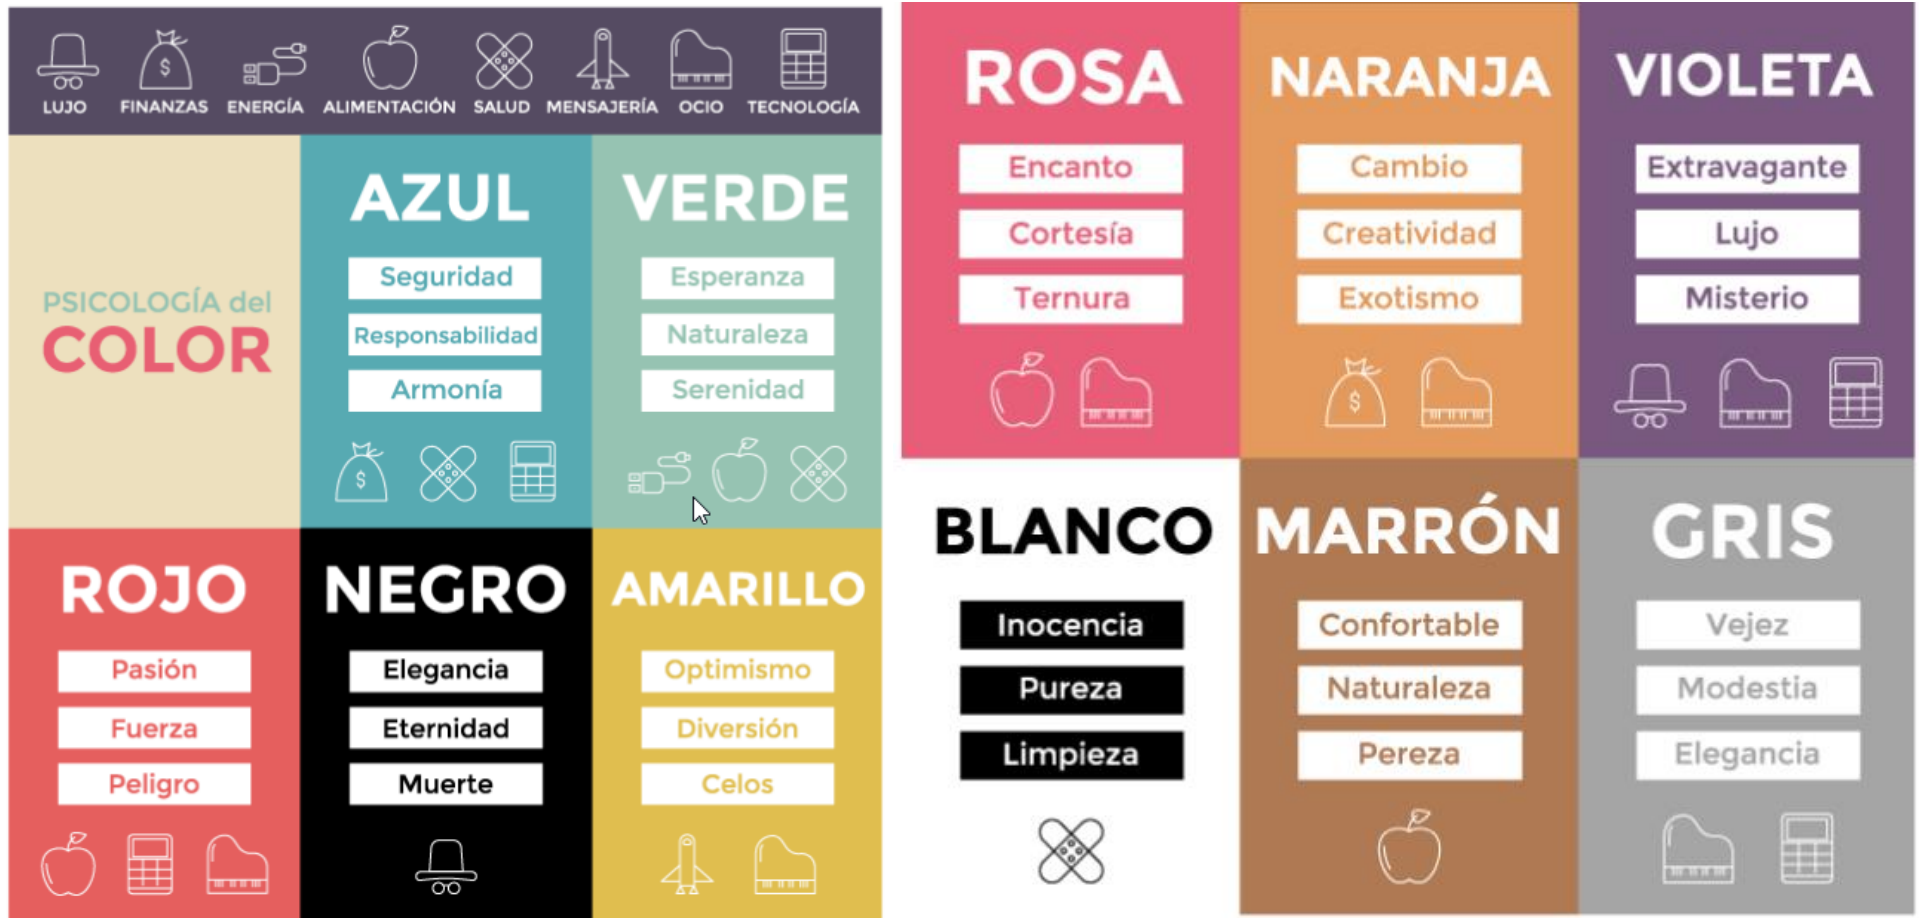 LUJO
FINANZAS
ENERGÍA
ALIMENTACIÓN
SALUD
MENSAJERÍA
OCIO
TECNOLOGÍA
PSICOLOGÍA del
COLOR
AZUL
Seguridad
Responsabilidad
Armonía
$
VERDE
Esperanza
Naturaleza
Serenidad
ROJO
Pasión
Fuerza
Peligro
NEGRO
Elegancia
Eternidad
Muerte
AMARILLO
Optimismo
Diversión
Celos
ROSA
Encanto
Cortesía
Ternura
NARANJA
Cambio
Creatividad
Exotismo
$
VIOLETA
Extravagante
Lujo
Misterio
BLANCO
Inocencia
Pureza
Limpieza
MARRÓN
Confortable
Naturaleza
Pereza
GRIS
Vejez
Modestia
Elegancia